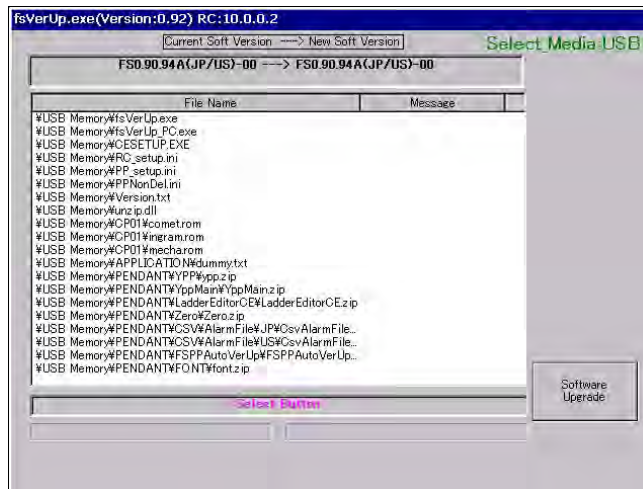 fsVerUp.exe(Version:0.92) RC:10.0.0.2
Current Soft Version ---> New Soft Version
Select Media:USB
FS0.90.94A(JP/US)-00 ---> FS0.90.94A(JP/US)-00
File Name Message
¥USB Memory¥fsVerUp.exe
¥USB Memory¥fsVerUp_PC.exe
¥USB Memory¥CESETUP.EXE
¥USB Memory¥RC_setup.ini
¥USB Memory¥PP_setup.ini
¥USB Memory¥PPNonDel.ini
¥USB Memory¥Version.txt
¥USB Memory¥unzip.dll
¥USB Memory¥CP01¥comet.rom
¥USB Memory¥CP01¥ingram.rom
¥USB Memory¥CP01¥mecha.rom
¥USB Memory¥APPLICATION¥dummy.txt
¥USB Memory¥PENDANT¥YPP¥ypp.zip
¥USB Memory¥PENDANT¥YppMain¥YppMain.zip
¥USB Memory¥PENDANT¥LadderEditorCE¥LadderEditorCE.zip
¥USB Memory¥PENDANT¥Zero¥Zero.zip
¥USB Memory¥PENDANT¥CSV¥AlarmFile¥JP¥CsvAlarmFile...
¥USB Memory¥PENDANT¥CSV¥AlarmFile¥US¥CsvAlarmFile...
¥USB Memory¥PENDANT¥FSPPAutoVerUp¥FSPPAutoVerUp...
¥USB Memory¥PENDANT¥FONT¥font.zip
Select Button
Software
Upgrade